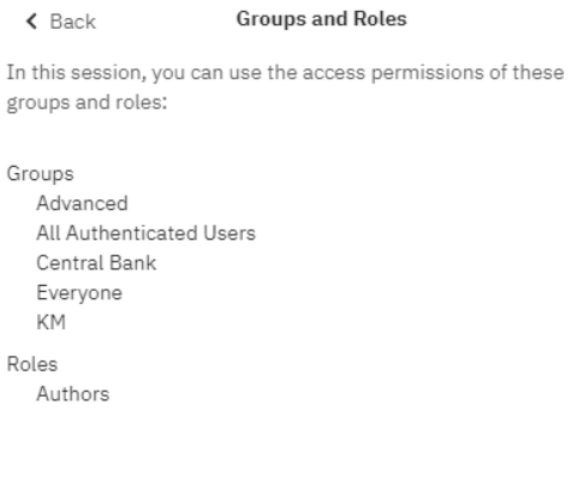 Back
Groups and Roles
In this session, you can use the access permissions of these
groups and roles:
Groups
Advanced
All Authenticated Users
Central Bank
Everyone
KM
Roles
Authors